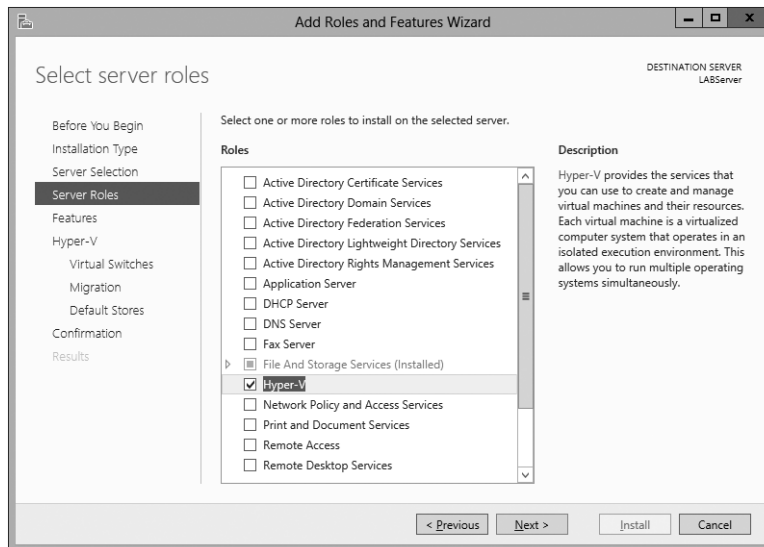 Add Roles and Features Wizard
Select server roles
DESTINATION SERVER
LABServer
Before You Begin
Installation Type
Server Selection
Server Roles
Features
Hyper-V
Virtual Switches
Migration
Default Stores
Confirmation
Results
Select one or more roles to install on the selected server.
Roles
Active Directory Certificate Services
Active Directory Domain Services
Active Directory Federation Services
Active Directory Lightweight Directory Services
Active Directory Rights Management Services
Application Server
DHCP Server
DNS Server
Fax Server
File And Storage Services (Installed)
Hyper-V
Network Policy and Access Services
Print and Document Services
Remote Access
Remote Desktop Services
Description
Hyper-V provides the services that
you can use to create and manage
virtual machines and their resources.
Each virtual machine is a virtualized
computer system that operates in an
isolated execution environment. This
allows you to run multiple operating
systems simultaneously.
< Previous
Next >
Install
Cancel